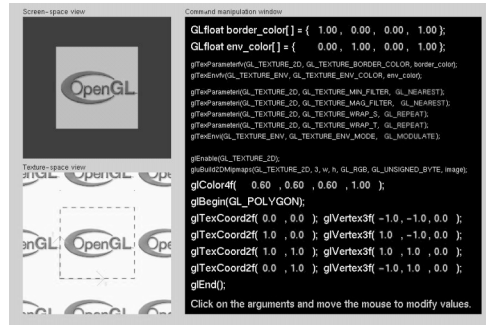 Screen-space view
OpenGL
Texture-space view
OpenGL
Command manipulation window
GLfloat border_color[ ] = { 1.00 , 0.00 , 0.00 , 1.00 };
GLfloat env_color[ ] = { 0.00 , 1.00 , 0.00 , 1.00 };
glTexParameterfv(GL_TEXTURE_2D, GL_TEXTURE_BORDER_COLOR, border_color);
glTexEnvfv(GL_TEXTURE_ENV, GL_TEXTURE_ENV_COLOR, env_color);
glTexParameteri(GL_TEXTURE_2D, GL_TEXTURE_MIN_FILTER, GL_NEAREST);
glTexParameteri(GL_TEXTURE_2D, GL_TEXTURE_MAG_FILTER, GL_NEAREST);
glTexParameteri(GL_TEXTURE_2D, GL_TEXTURE_WRAP_S, GL_REPEAT);
glTexParameteri(GL_TEXTURE_2D, GL_TEXTURE_WRAP_T, GL_REPEAT);
glTexEnvi(GL_TEXTURE_ENV, GL_TEXTURE_ENV_MODE, GL_MODULATE);
glEnable(GL_TEXTURE_2D);
gluBuild2DMipmaps(GL_TEXTURE_2D, 3, w, h, GL_RGB, GL_UNSIGNED_BYTE, image);
glColor4f( 0.60 , 0.60 , 0.60 , 1.00 );
glBegin(GL_POLYGON);
glTexCoord2f( 0.0 , 0.0 ); glVertex3f( -1.0 , -1.0 , 0.0 );
glTexCoord2f( 1.0 , 0.0 ); glVertex3f( 1.0 , -1.0 , 0.0 );
glTexCoord2f( 1.0 , 1.0 ); glVertex3f( 1.0 , 1.0 , 0.0 );
glTexCoord2f( 0.0 , 1.0 ); glVertex3f( -1.0 , 1.0 , 0.0 );
glEnd();
Click on the arguments and move the mouse to modify values.